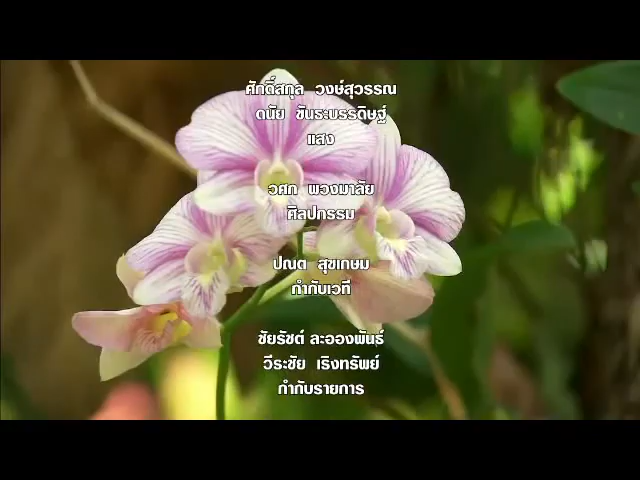 ศักดิ์สกุล วงษ์สุวรรณ
ดนัย ขันธะบรรดิษฐ์
แสง
วศก พวงมาลัย
ศิลปกรรม
ปณต สุขเกษม
กำกับเวที
ชัยรัชต์ ละอองพันธุ์
วีระชัย เริงทรัพย์
กำกับรายการ